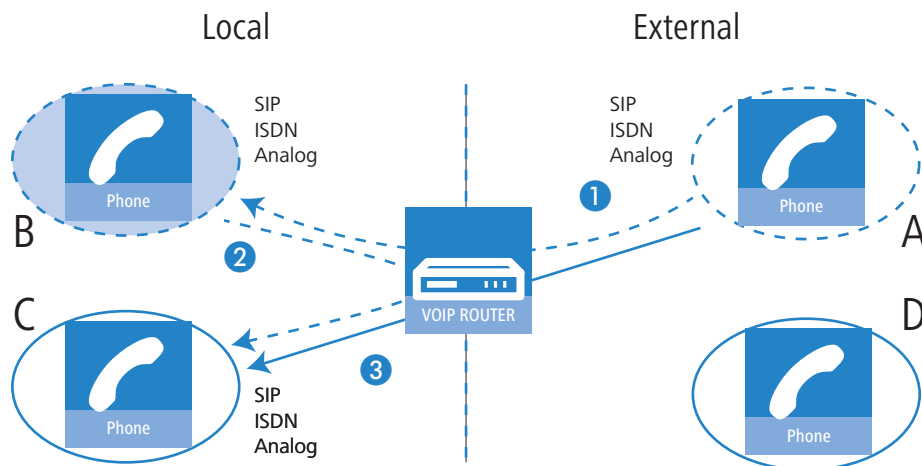 Local
External
SIP
ISDN
Analog
Phone
B
SIP
ISDN
Analog
1
Phone
A
2
VOIP ROUTER
C
Phone
3
SIP
ISDN
Analog
D
Phone